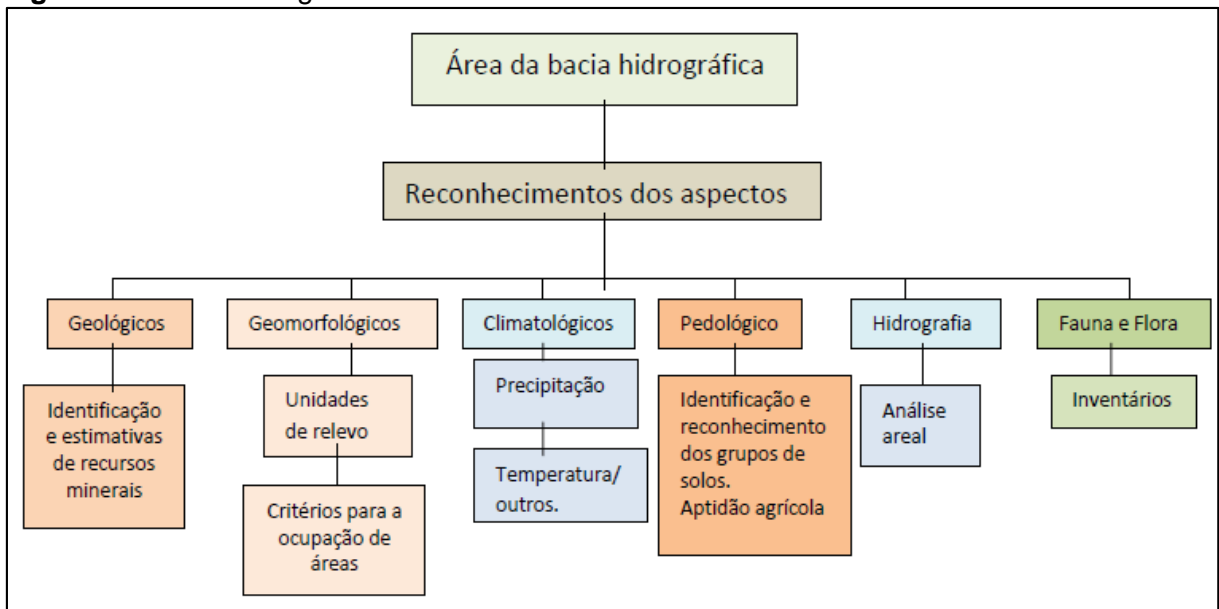 Área da bacia hidrográfica
Reconhecimentos dos aspectos
Geológicos
Geomorfológicos
Climatológicos
Pedológico
Hidrografia
Fauna e Flora
Identificação
e estimativas
de recursos
minerais
Unidades
de relevo
Critérios para a
ocupação de
áreas
Precipitação
Temperatura/
outros.
Identificação e
reconhecimento
dos grupos de
solos.
Aptidão agrícola
Análise
areal
Inventários